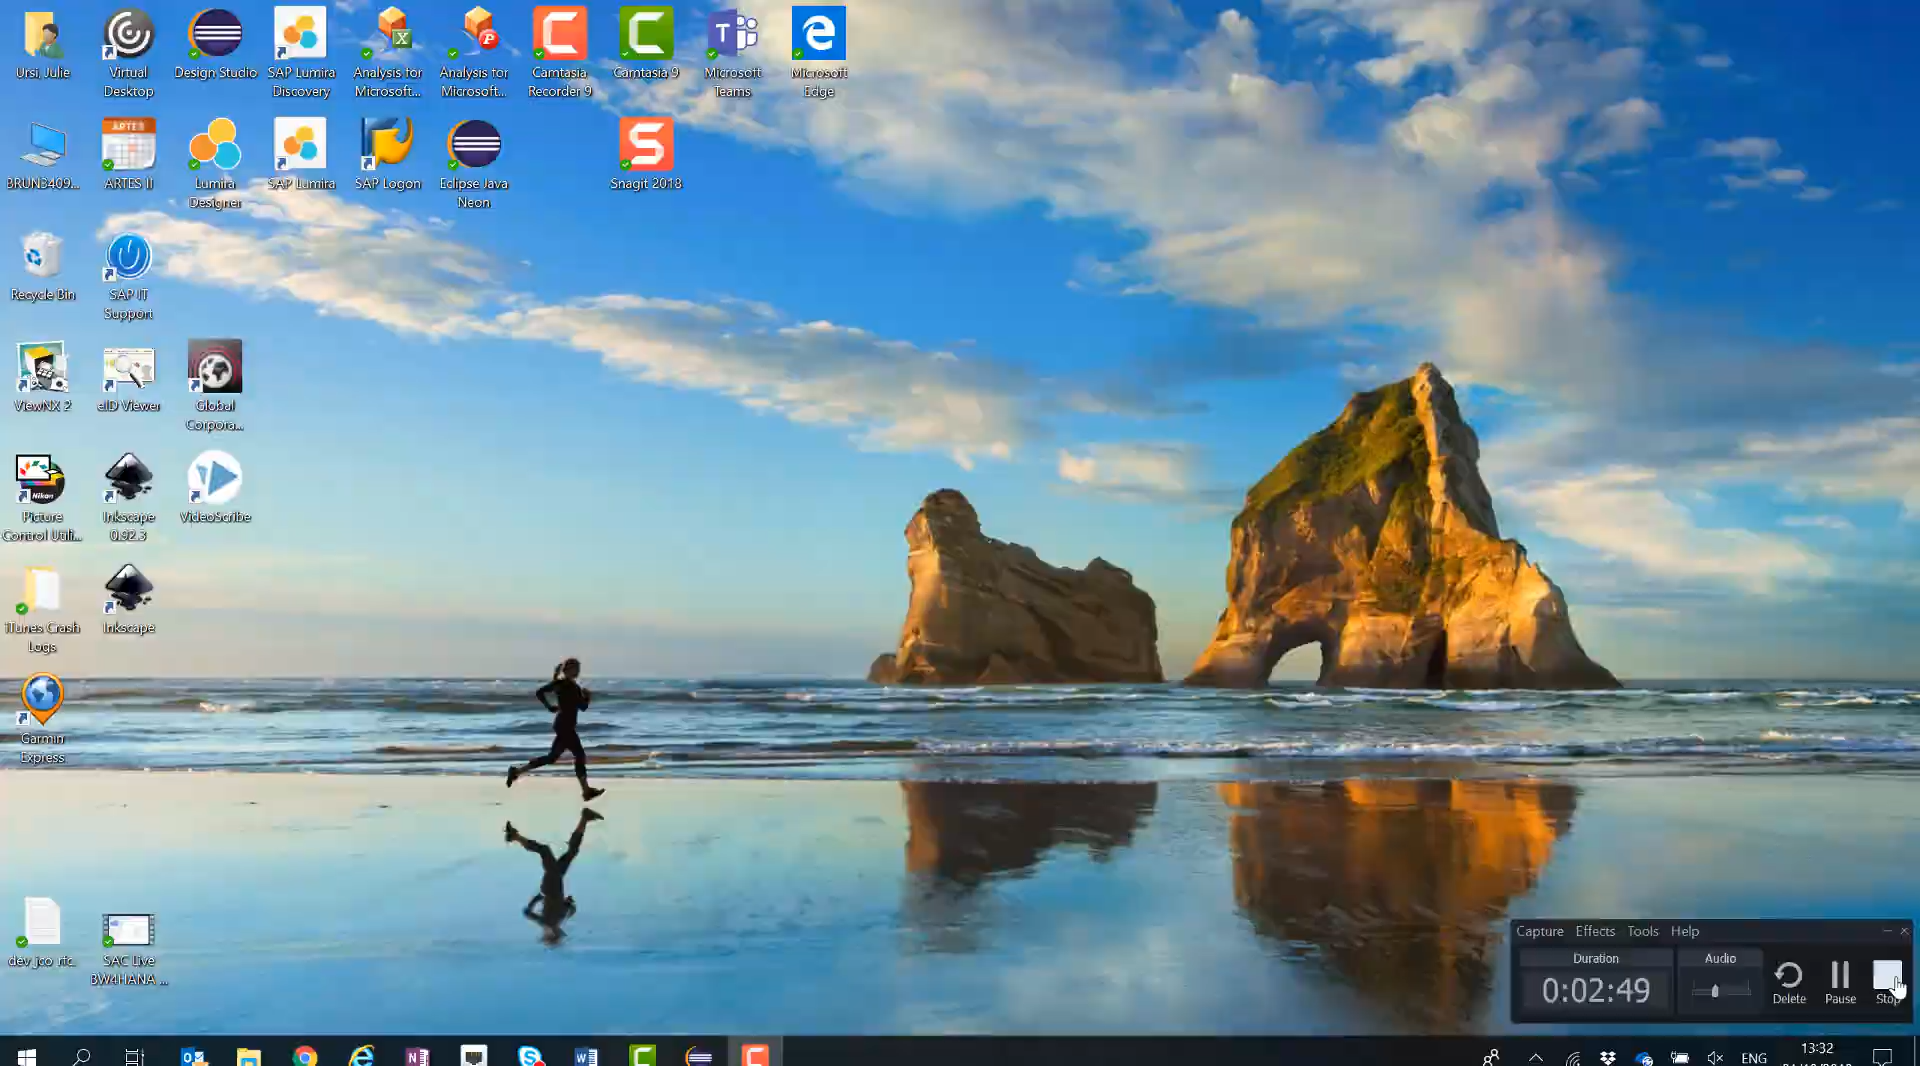 Ursi, Julie
Virtual
Desktop
Design Studio
SAP Lumira
Discovery
Analysis for
Microsoft...
Analysis for
Microsoft...
Camtasia
Recorder 9
Camtasia 9
Microsoft
Teams
Microsoft
Edge
BRUN3409...
ARTES
ARTES II
Lumira
Designer
SAP Lumira
SAP Logon
Eclipse Java
Neon
Snagit 2018
Recycle Bin
SAP IT
Support
ViewNX 2
eID Viewer
Global
Corpora...
Nikon
Picture
Control Utili...
Inkscape
0.92.3
VideoScribe
iTunes Crash
Logs
Inkscape
Garmin
Express
dev_jco_rfc.
SAC Live
BW4HANA ...
Capture Effects Tools Help
Duration
Audio
0:02:49
Delete
Pause
Stop
ENG
13:32